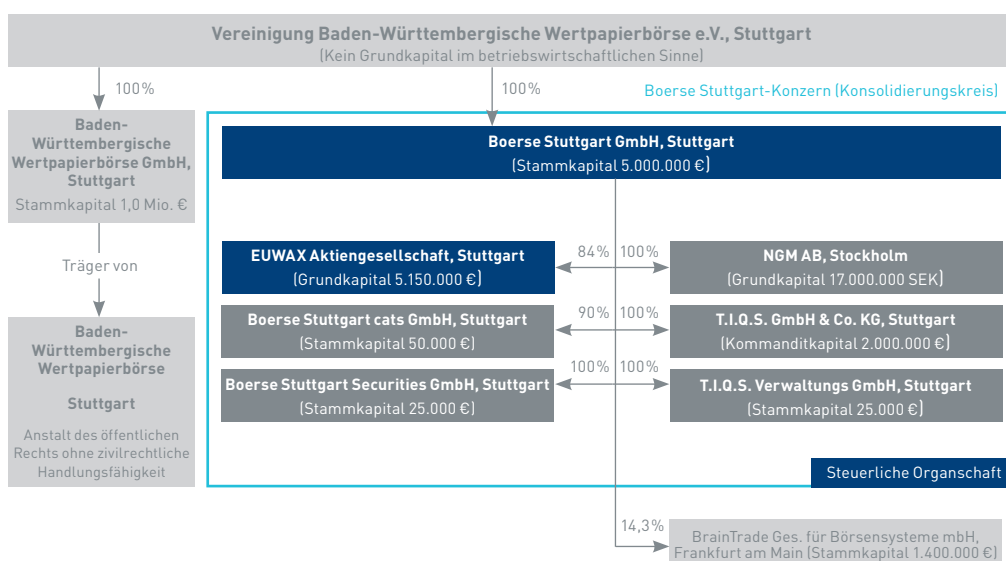 Vereinigung Baden-Württembergische Wertpapierbörse e.V., Stuttgart
(Kein Grundkapital im betriebswirtschaftlichen Sinne)
100%
100%
Boerse Stuttgart-Konzern (Konsolidierungskreis)
Baden-
Württembergische
Wertpapierbörse GmbH,
Stuttgart
Stammkapital 1,0 Mio. €
Träger von
Baden-
Württembergische
Wertpapierbörse
Stuttgart
Anstalt des öffentlichen
Rechts ohne zivilrechtliche
Handlungsfähigkeit
Boerse Stuttgart GmbH, Stuttgart
(Stammkapital 5.000.000 €)
EUWAX Aktiengesellschaft, Stuttgart
(Grundkapital 5.150.000 €)
84%
100%
NGM AB, Stockholm
(Grundkapital 17.000.000 SEK)
Boerse Stuttgart cats GmbH, Stuttgart
(Stammkapital 50.000 €)
90%
100%
T.I.Q.S. GmbH & Co. KG, Stuttgart
(Kommanditkapital 2.000.000 €)
Boerse Stuttgart Securities GmbH, Stuttgart
(Stammkapital 25.000 €)
100%
100%
T.I.Q.S. Verwaltungs GmbH, Stuttgart
(Stammkapital 25.000 €)
Steuerliche Organschaft
14,3%
BrainTrade Ges. für Börsensysteme mbH,
Frankfurt am Main (Stammkapital 1.400.000 €)